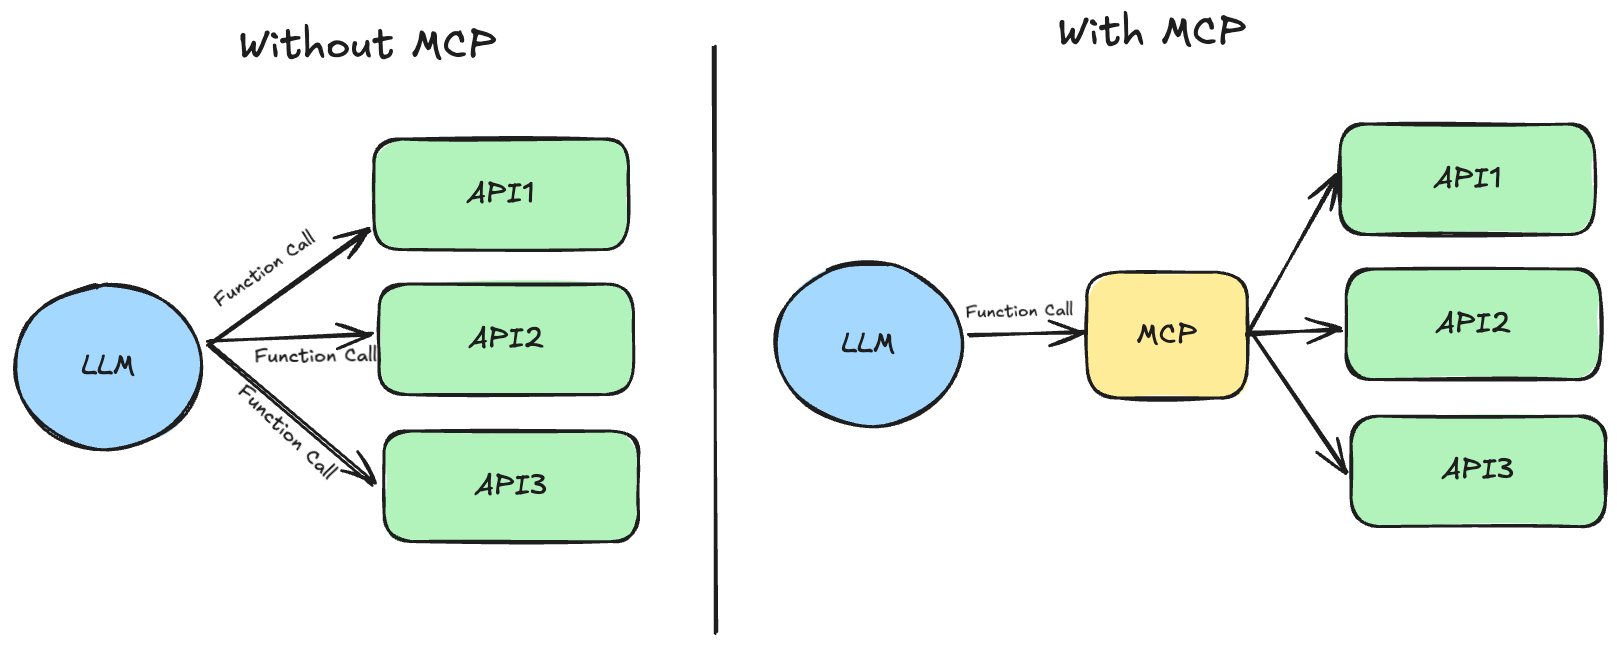 Without MCP
API1
Function Call
API2
Function Call
LLM
Function Call
API3
With MCP
API1
Function Call
API2
LLM
MCP
API3